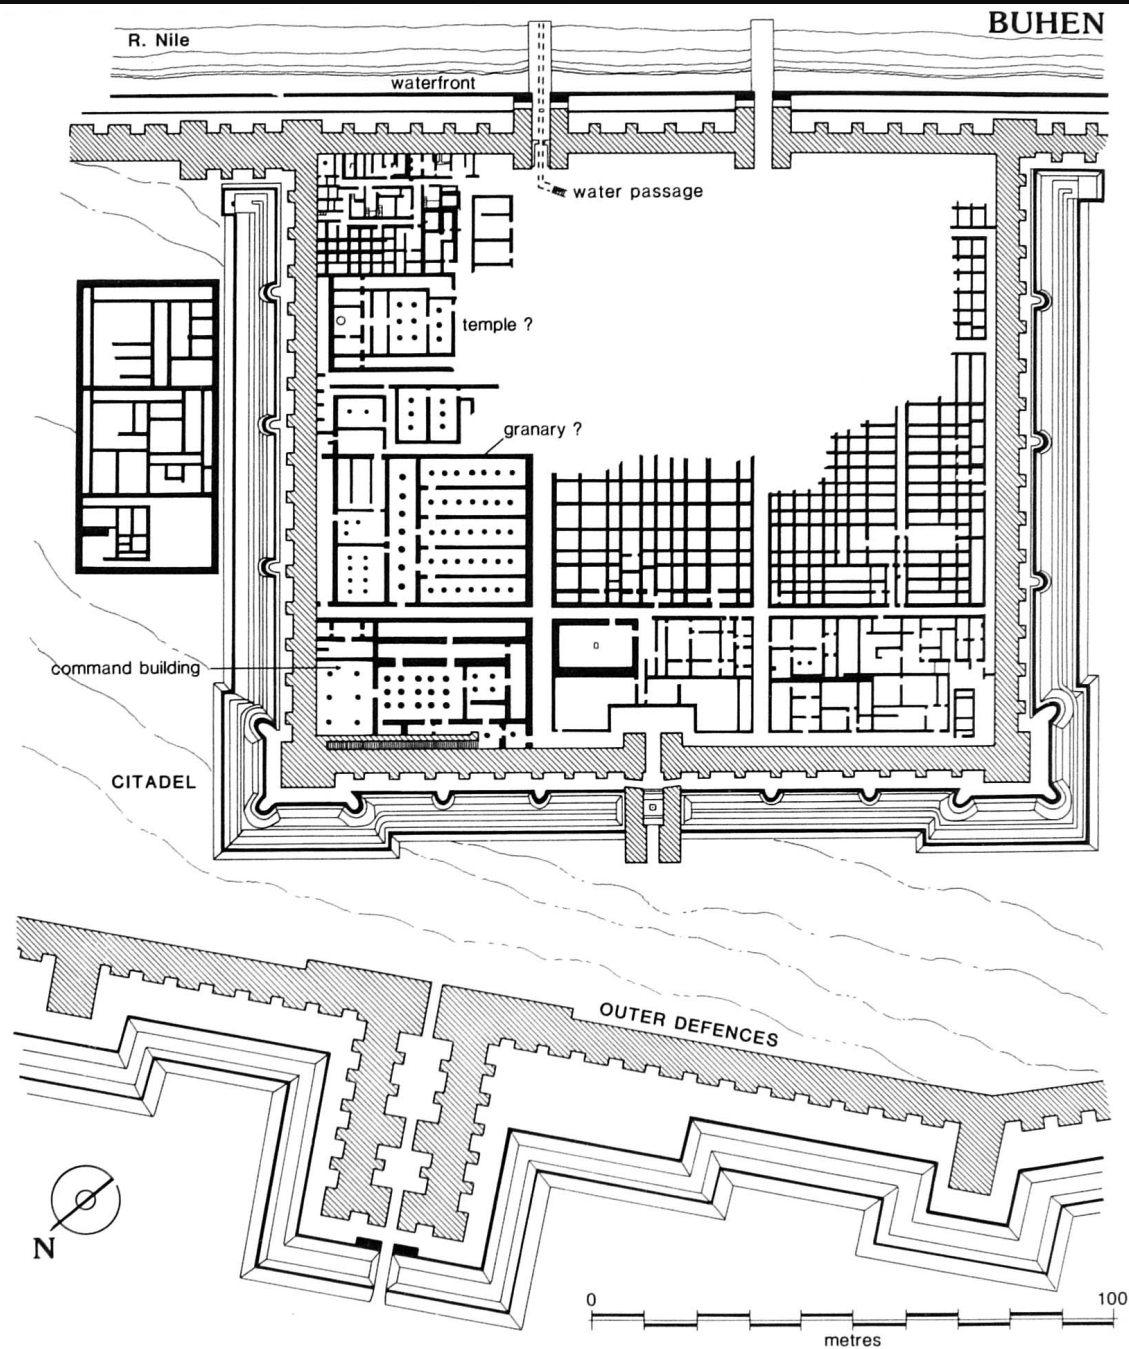 BUHEN
R. Nile
waterfront
water passage
temple ?
granary ?
command building
CITADEL
OUTER DEFENCES
N
0 100
metres